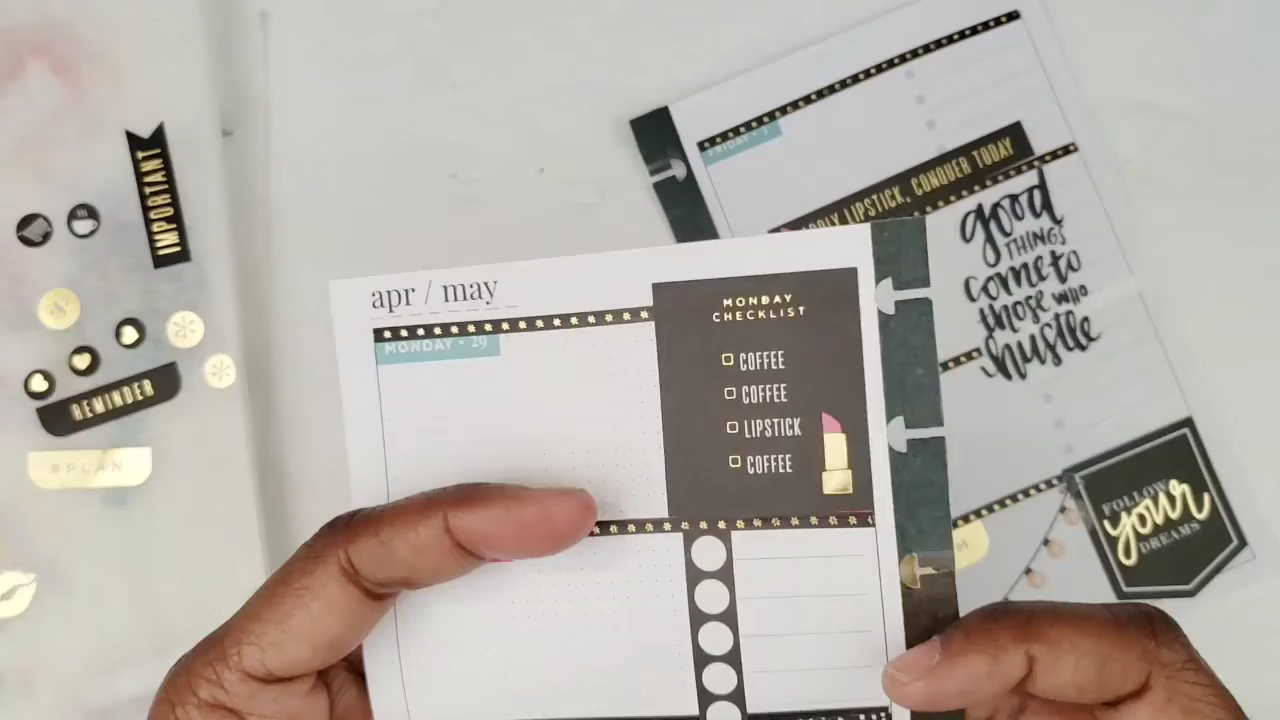 IMPORTANT
REMINDER
#PLAN
apr / may
MONDAY • 29
MONDAY
CHECKLIST
COFFEE
COFFEE
LIPSTICK
COFFEE
FRIDAY •
LIPSTICK, CONQUER TODAY
good
THINGS
come to
those who
hustle
FOLLOW
your
DREAMS